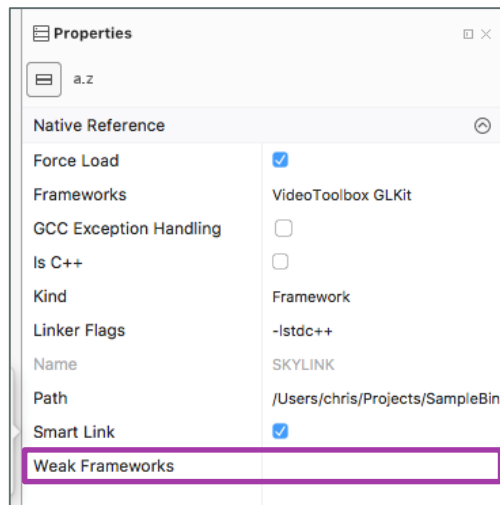 Properties
a.z
Native Reference
Force Load
Frameworks VideoToolbox GLKit
GCC Exception Handling
Is C++
Kind Framework
Linker Flags -lstdc++
Name SKYLINK
Path /Users/chris/Projects/SampleBin
Smart Link
Weak Frameworks